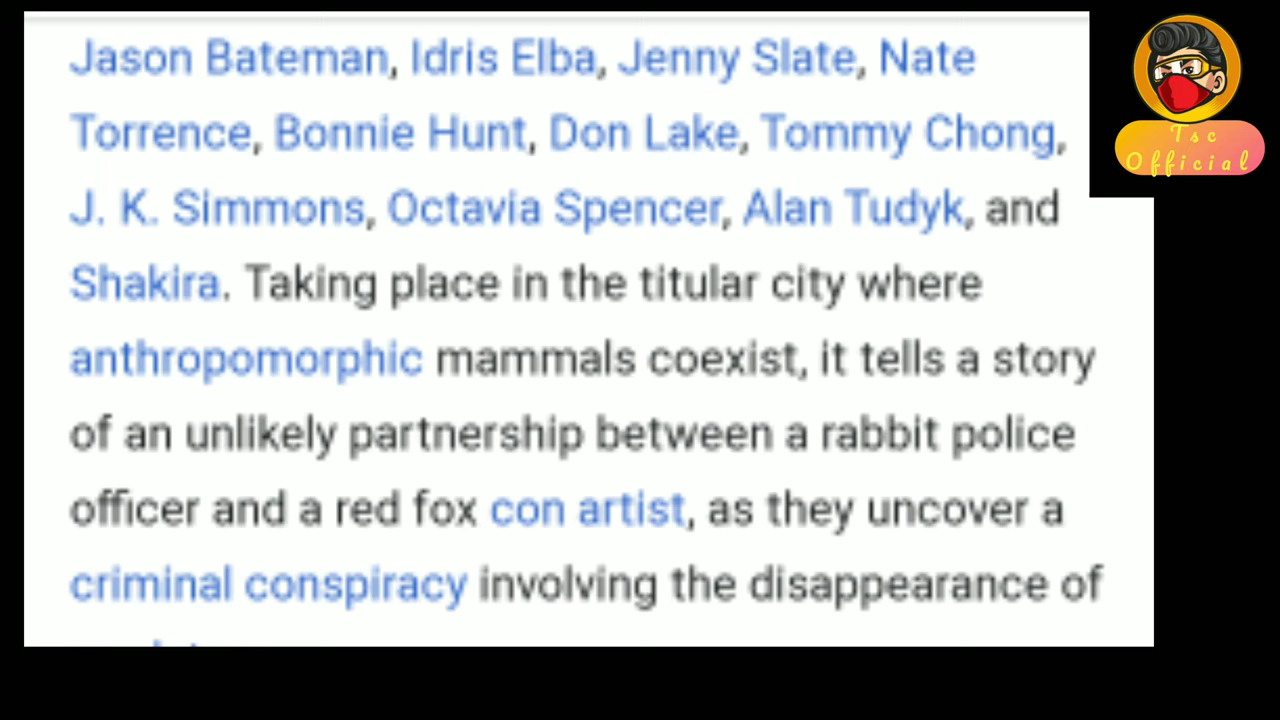 Jason Bateman, Idris Elba, Jenny Slate, Nate
Torrence, Bonnie Hunt, Don Lake, Tommy Chong,
J. K. Simmons, Octavia Spencer, Alan Tudyk, and
Shakira. Taking place in the titular city where
anthropomorphic mammals coexist, it tells a story
of an unlikely partnership between a rabbit police
officer and a red fox con artist, as they uncover a
criminal conspiracy involving the disappearance of
Tsc
Official